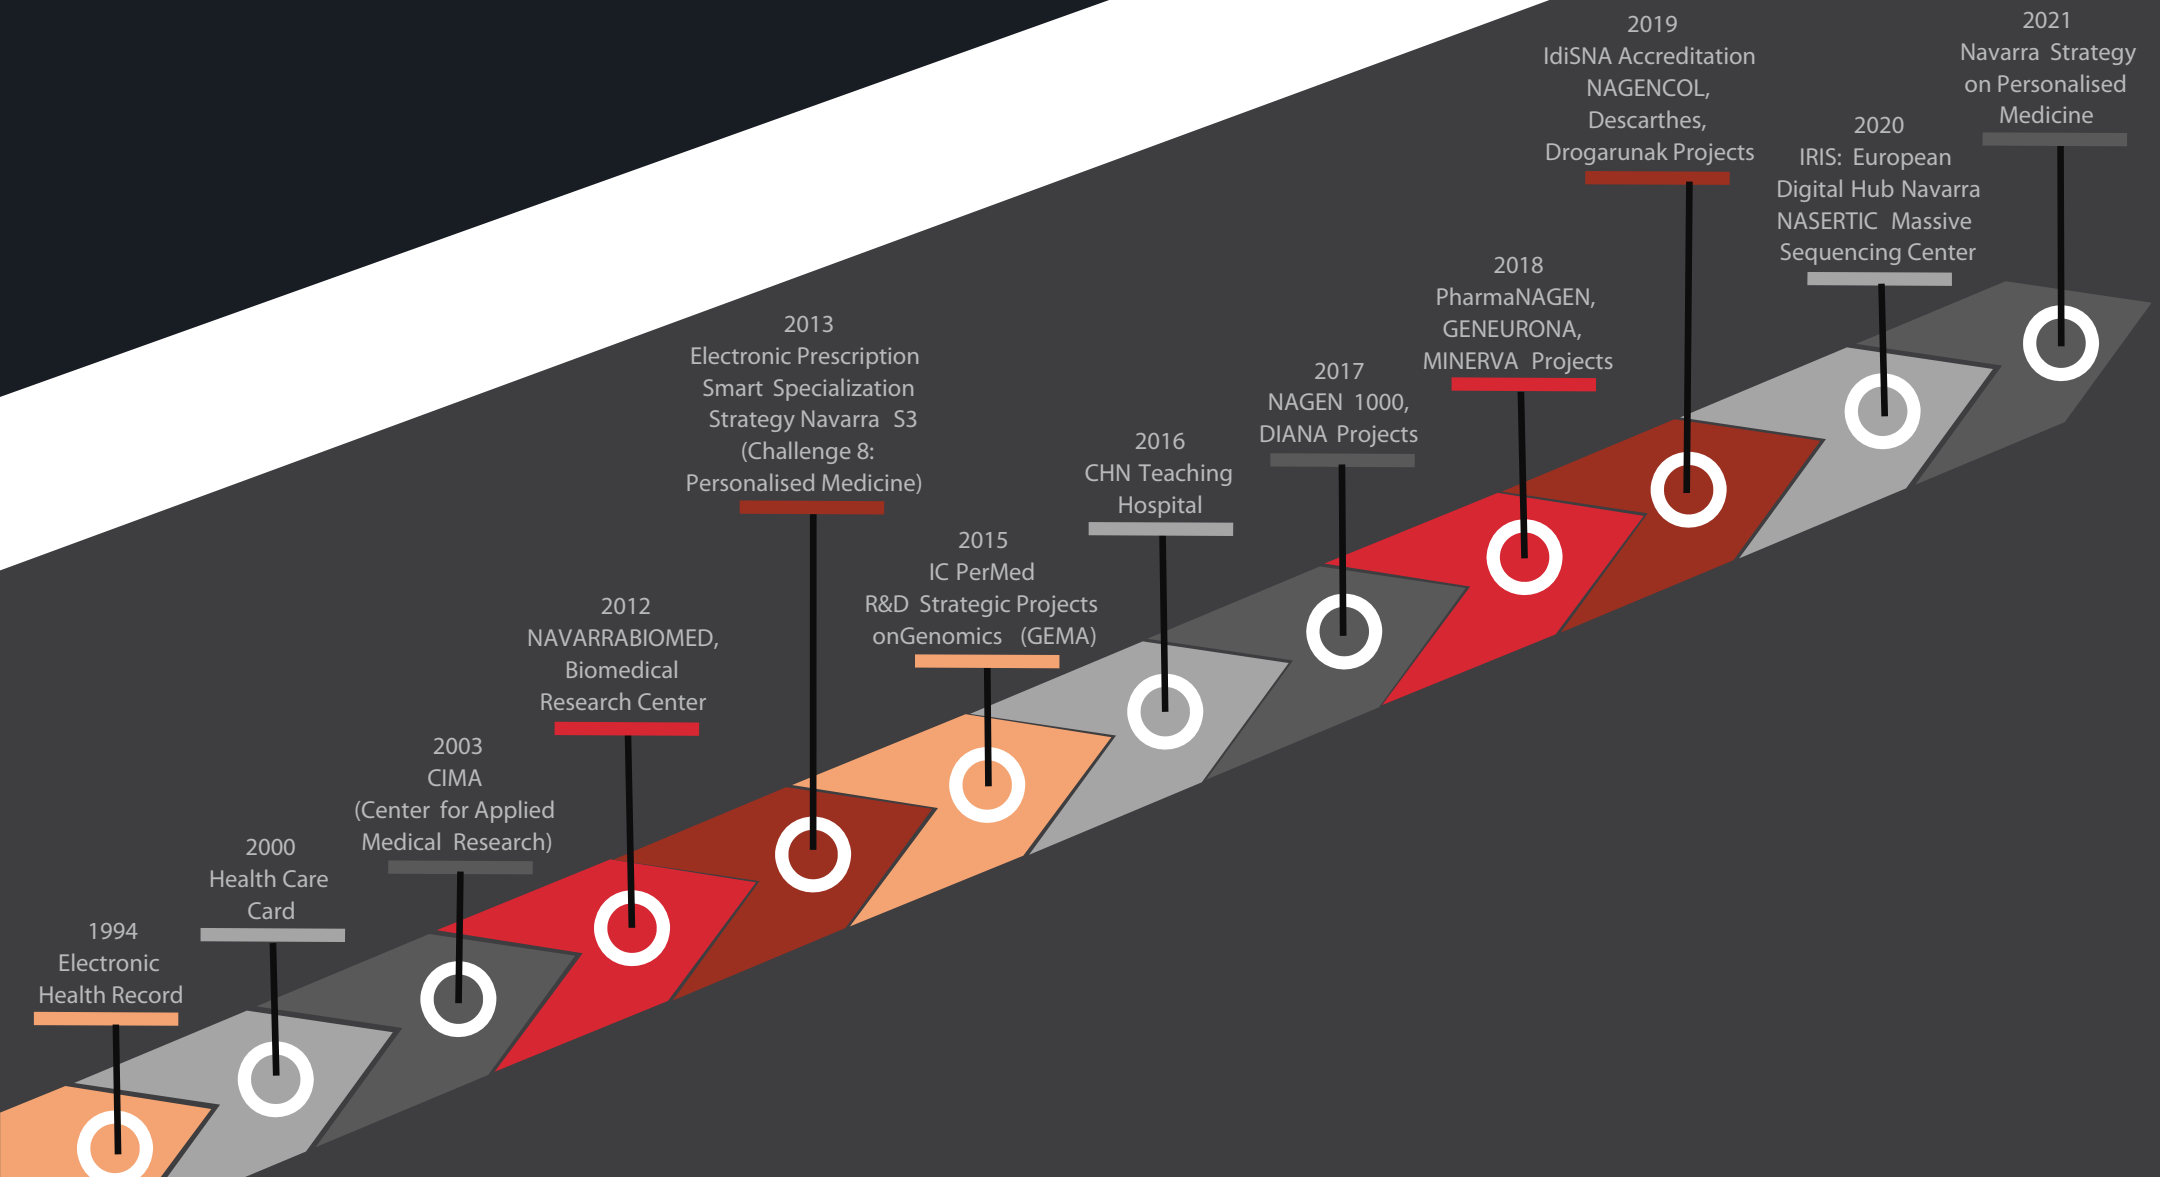 1994
Electronic
Health Record
2000
Health Care
Card
2003
CIMA
(Center for Applied
Medical Research)
2012
NAVARRABIOMED,
Biomedical
Research Center
2013
Electronic Prescription
Smart Specialization
Strategy Navarra S3
(Challenge 8:
Personalised Medicine)
2015
IC PerMed
R&D Strategic Projects
onGenomics (GEMA)
2016
CHN Teaching
Hospital
2017
NAGEN 1000,
DIANA Projects
2018
PharmaNAGEN,
GENEURONA,
MINERVA Projects
2019
IdiSNA Accreditation
NAGENCOL,
Descarthes,
Drogarunak Projects
2020
IRIS: European
Digital Hub Navarra
NASERTIC Massive
Sequencing Center
2021
Navarra Strategy
on Personalised
Medicine